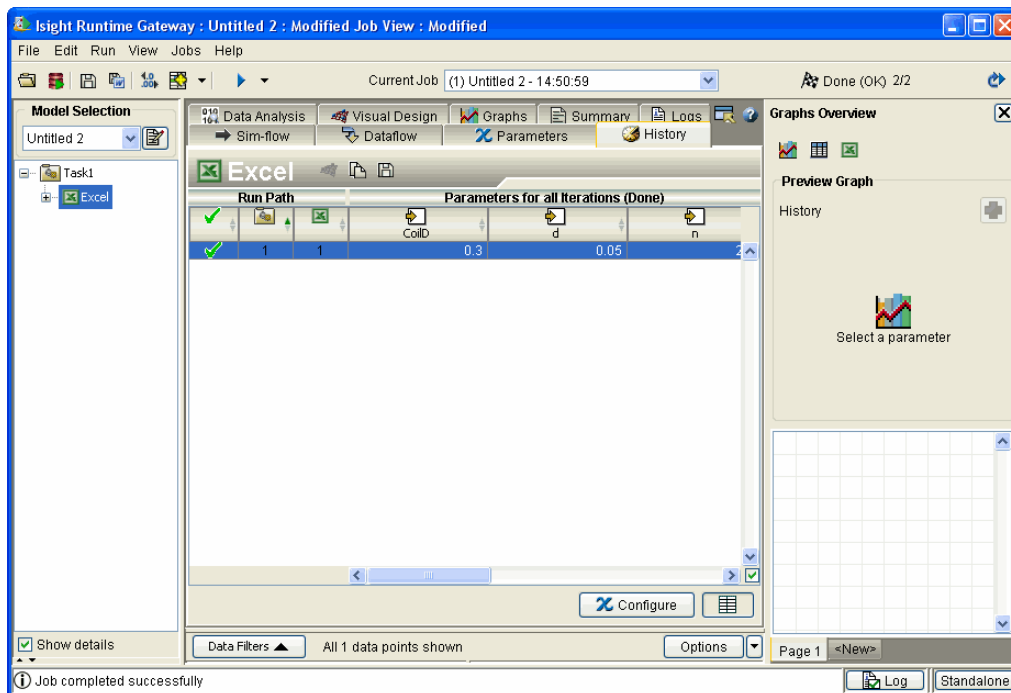 Isight Runtime Gateway : Untitled 2 : Modified Job View : Modified
File Edit Run View Jobs Help
Current Job (1) Untitled 2 - 14:50:59 Done (OK) 2/2
Model Selection
Untitled 2
Task1
Excel
Show details
Data Analysis Visual Design Graphs Summary Logs
Sim-flow Dataflow Parameters History
Excel
Run Path Parameters for all Iterations (Done)
CoilD d n
1 1 0.3 0.05 2
Configure
Data Filters All 1 data points shown Options
Graphs Overview
Preview Graph
History
Select a parameter
Page 1 <New>
Job completed successfully Log Standalone